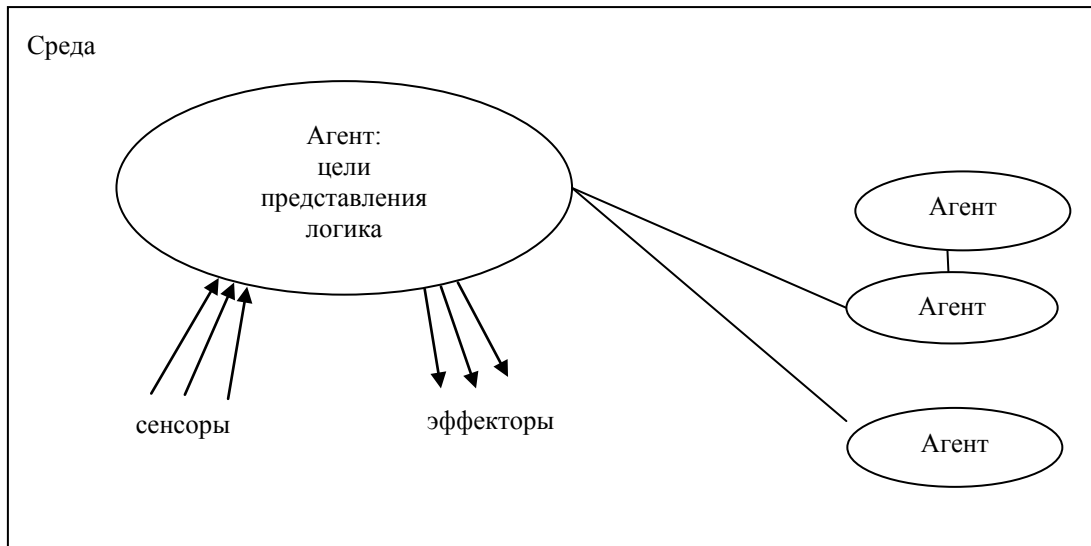 Среда
Агент:
цели
представления
логика
Агент
Агент
Агент
сенсоры
эффекторы